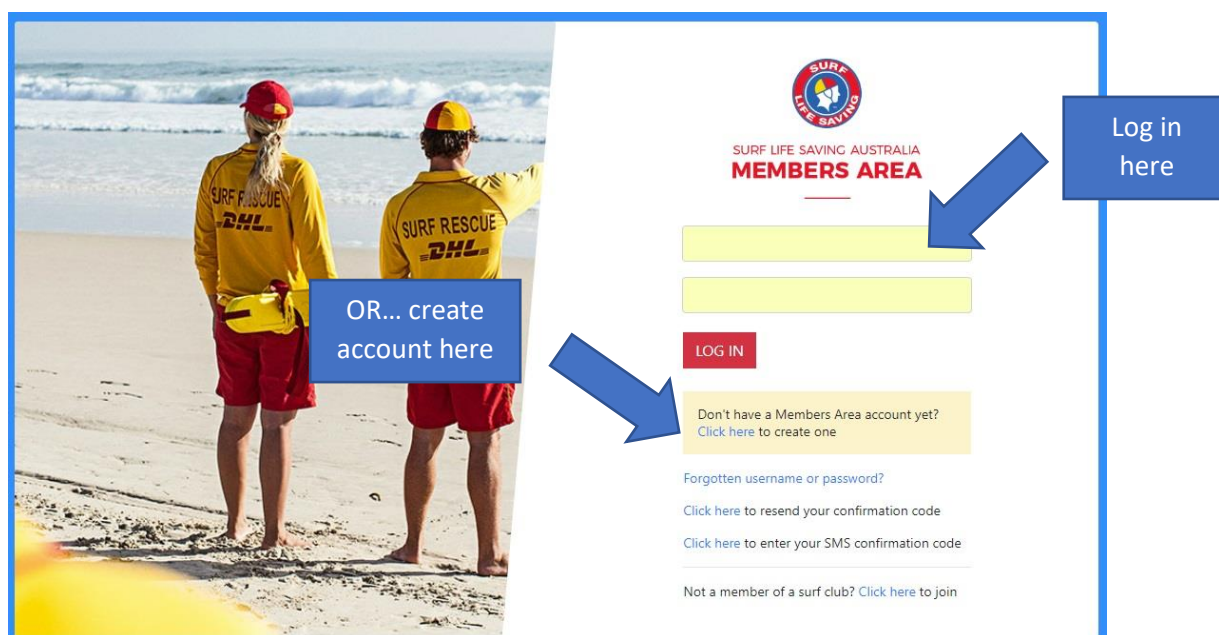 SURF
LIFE SAVING
SURF LIFE SAVING AUSTRALIA
MEMBERS AREA
Log in
here
SURF RESCUE
DHL
SURF RESCUE
DHL
OR... create
account here
LOG IN
Don't have a Members Area account yet?
Click here to create one
Forgotten username or password?
Click here to resend your confirmation code
Click here to enter your SMS confirmation code
Not a member of a surf club? Click here to join